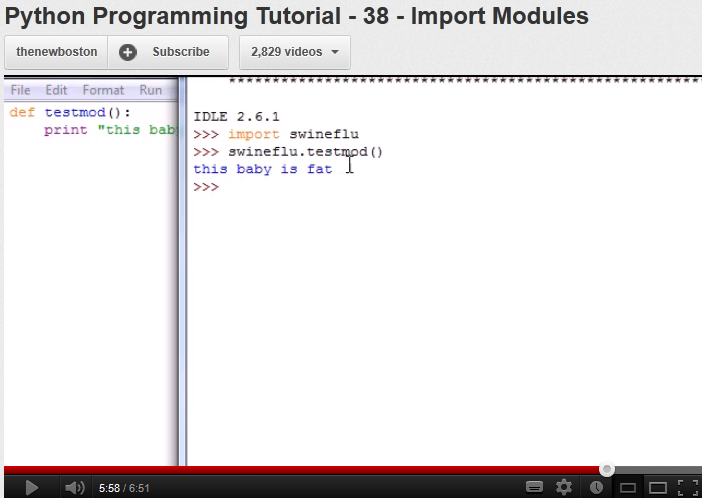 Python Programming Tutorial - 38 - Import Modules
thenewboston Subscribe 2,829 videos
File Edit Format Run
def testmod():
print "this bab
**********************************************************
IDLE 2.6.1
>>> import swineflu
>>> swineflu.testmod()
this baby is fat
>>>
5:58 / 6:51